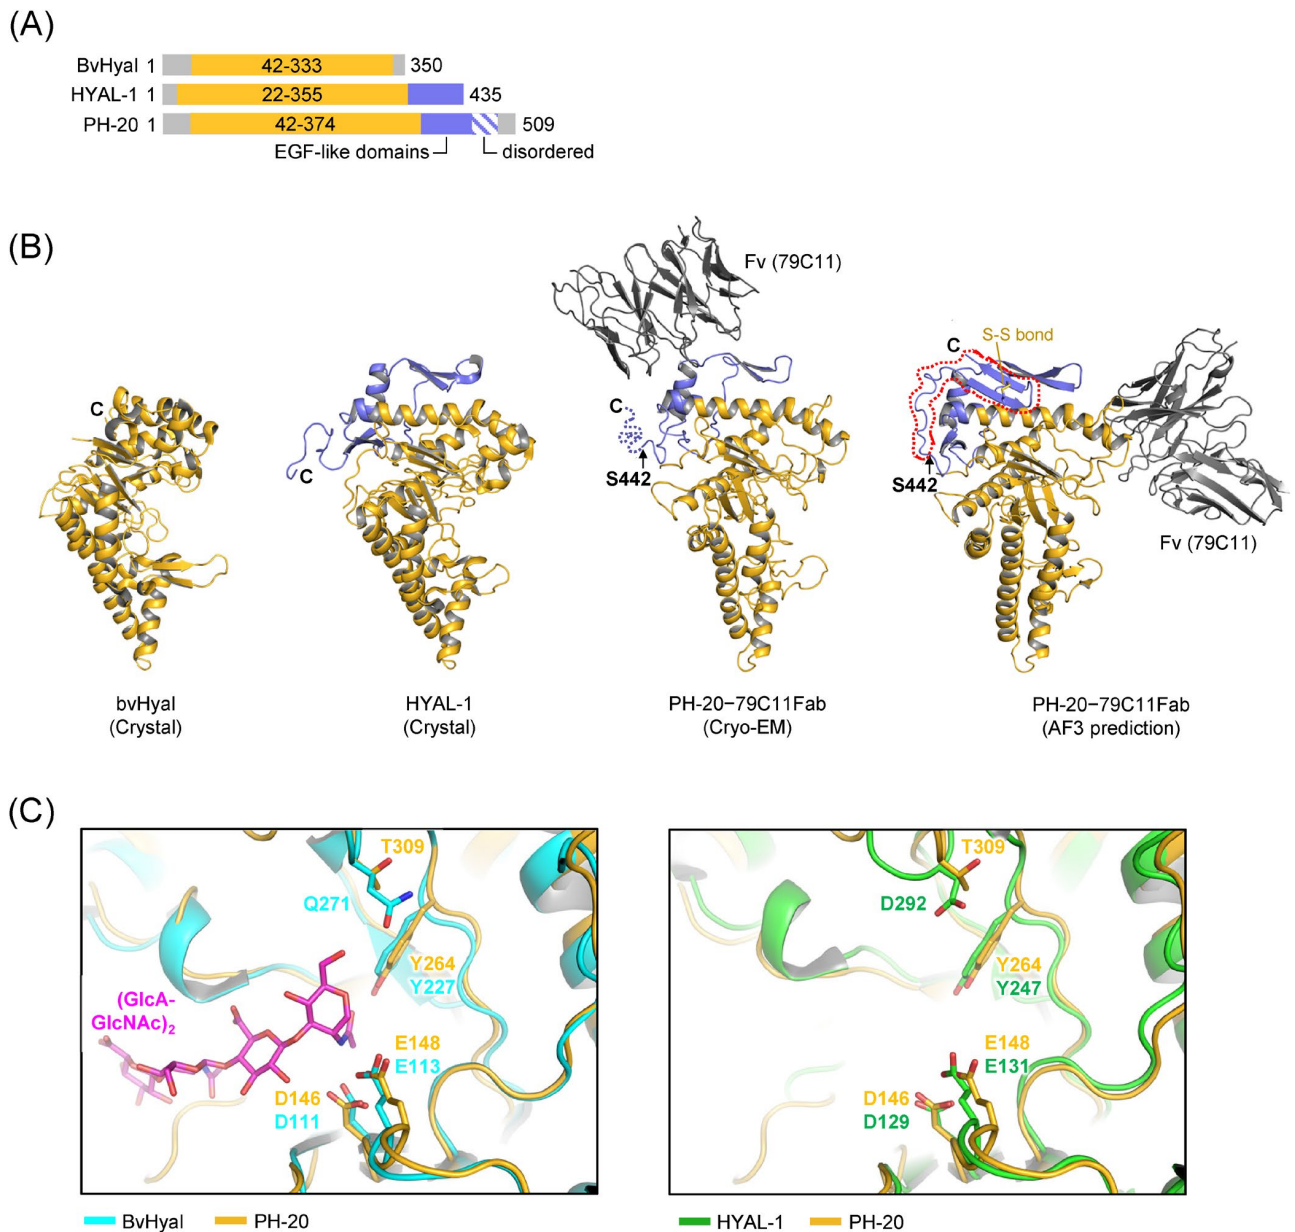 (A)
BvHyal 1 42-333 350
HYAL-1 1 22-355 435
PH-20 1 42-374 509
EGF-like domains disordered
(B)
Fv (79C11)
C S-S bond
C C
C S442 S442
Fv (79C11)
bvHyal HYAL-1 PH-20−79C11Fab PH-20−79C11Fab
(Crystal) (Crystal) (Cryo-EM) (AF3 prediction)
(C)
T309
Q271
Y264
Y227
(GlcA-
GlcNAc)2
E148
E113
D146
D111
BvHyal PH-20
T309
D292
Y264
Y247
E148
E131
D146
D129
HYAL-1 PH-20